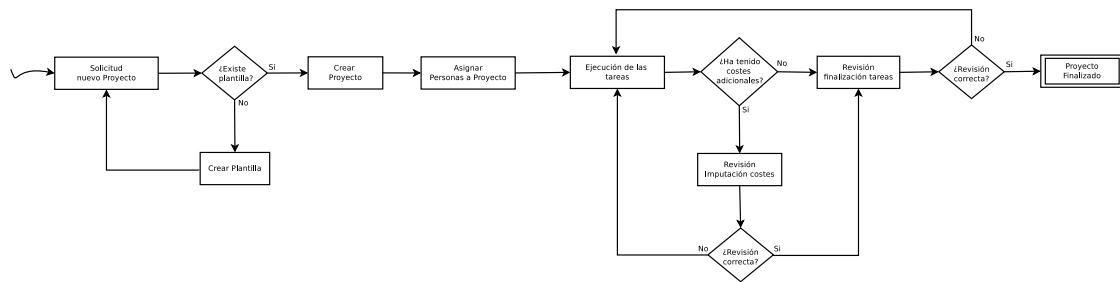 Solicitud
nuevo Proyecto
¿Existe
plantilla?
Si
No
Crear Plantilla
Crear
Proyecto
Asignar
Personas a Proyecto
Ejecución de las
tareas
¿Ha tenido
costes
adicionales?
No
Si
Revisión
Imputación costes
¿Revisión
correcta?
No
Si
Revisión
finalización tareas
¿Revisión
correcta?
No
Si
Proyecto
Finalizado